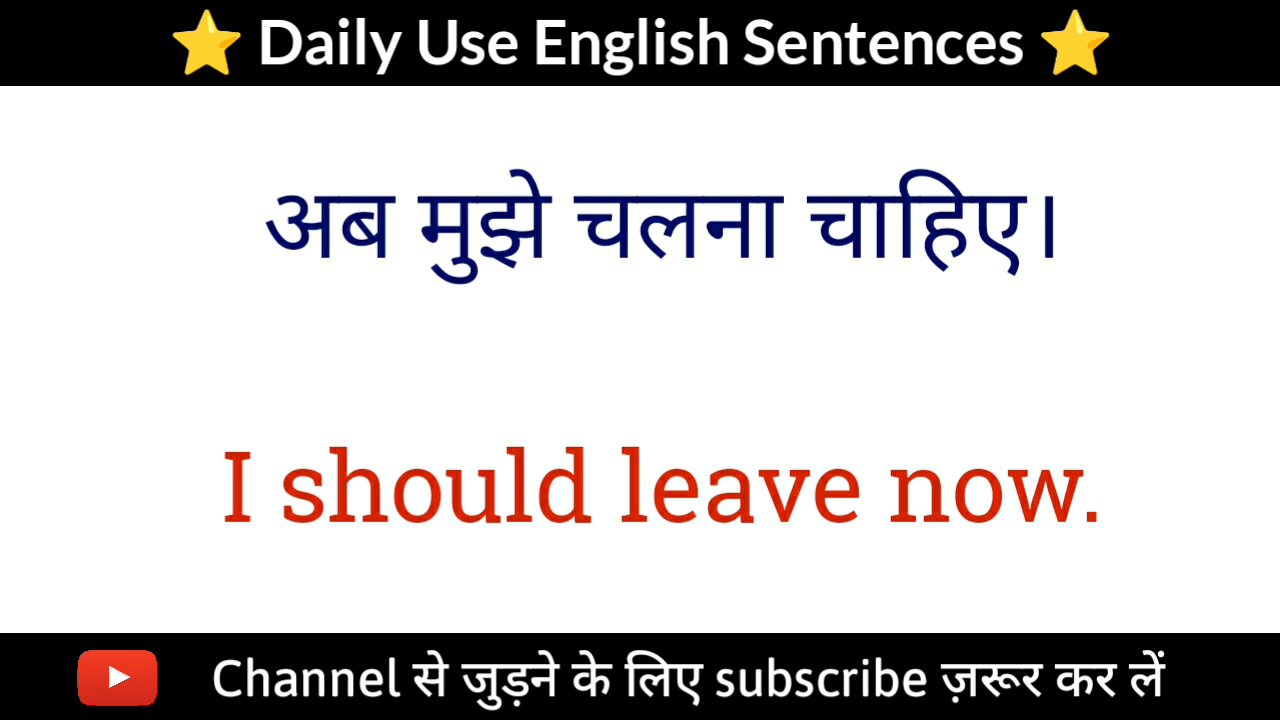 ⭐ Daily Use English Sentences ⭐
अब मुझे चलना चाहिए।
I should leave now.
Channel से जुड़ने के लिए subscribe ज़रूर कर लें